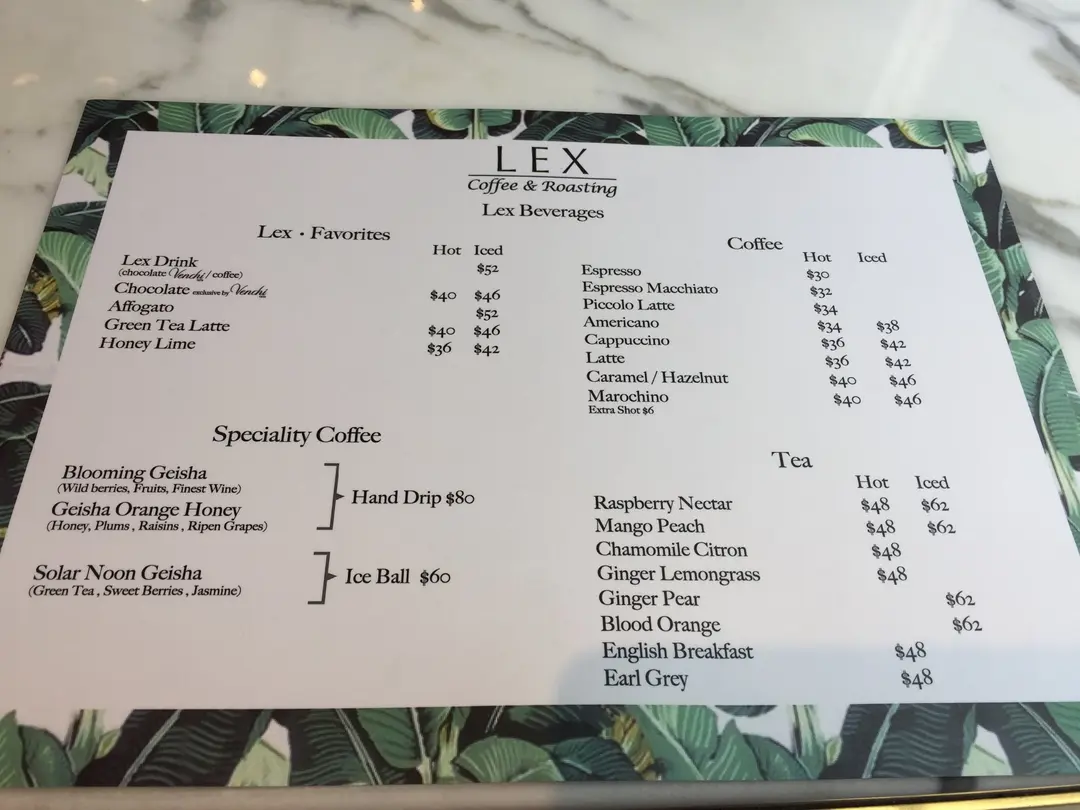 LEX
Coffee & Roasting
Lex Beverages
Lex · Favorites
Hot Iced
Lex Drink $52
(chocolate Venchi / coffee)
Chocolate exclusive by Venchi $40 $46
Affogato $52
Green Tea Latte $40 $46
Honey Lime $36 $42
Speciality Coffee
Blooming Geisha
(Wild berries, Fruits, Finest Wine)
Geisha Orange Honey
(Honey, Plums , Raisins , Ripen Grapes)
Hand Drip $80
Solar Noon Geisha
(Green Tea , Sweet Berries , Jasmine)
Ice Ball $60
Coffee
Hot Iced
Espresso $30
Espresso Macchiato $32
Piccolo Latte $34
Americano $34 $38
Cappuccino $36 $42
Latte $36 $42
Caramel / Hazelnut $40 $46
Marochino $40 $46
Extra Shot $6
Tea
Hot Iced
Raspberry Nectar $48 $62
Mango Peach $48 $62
Chamomile Citron $48
Ginger Lemongrass $48
Ginger Pear $62
Blood Orange $62
English Breakfast $48
Earl Grey $48